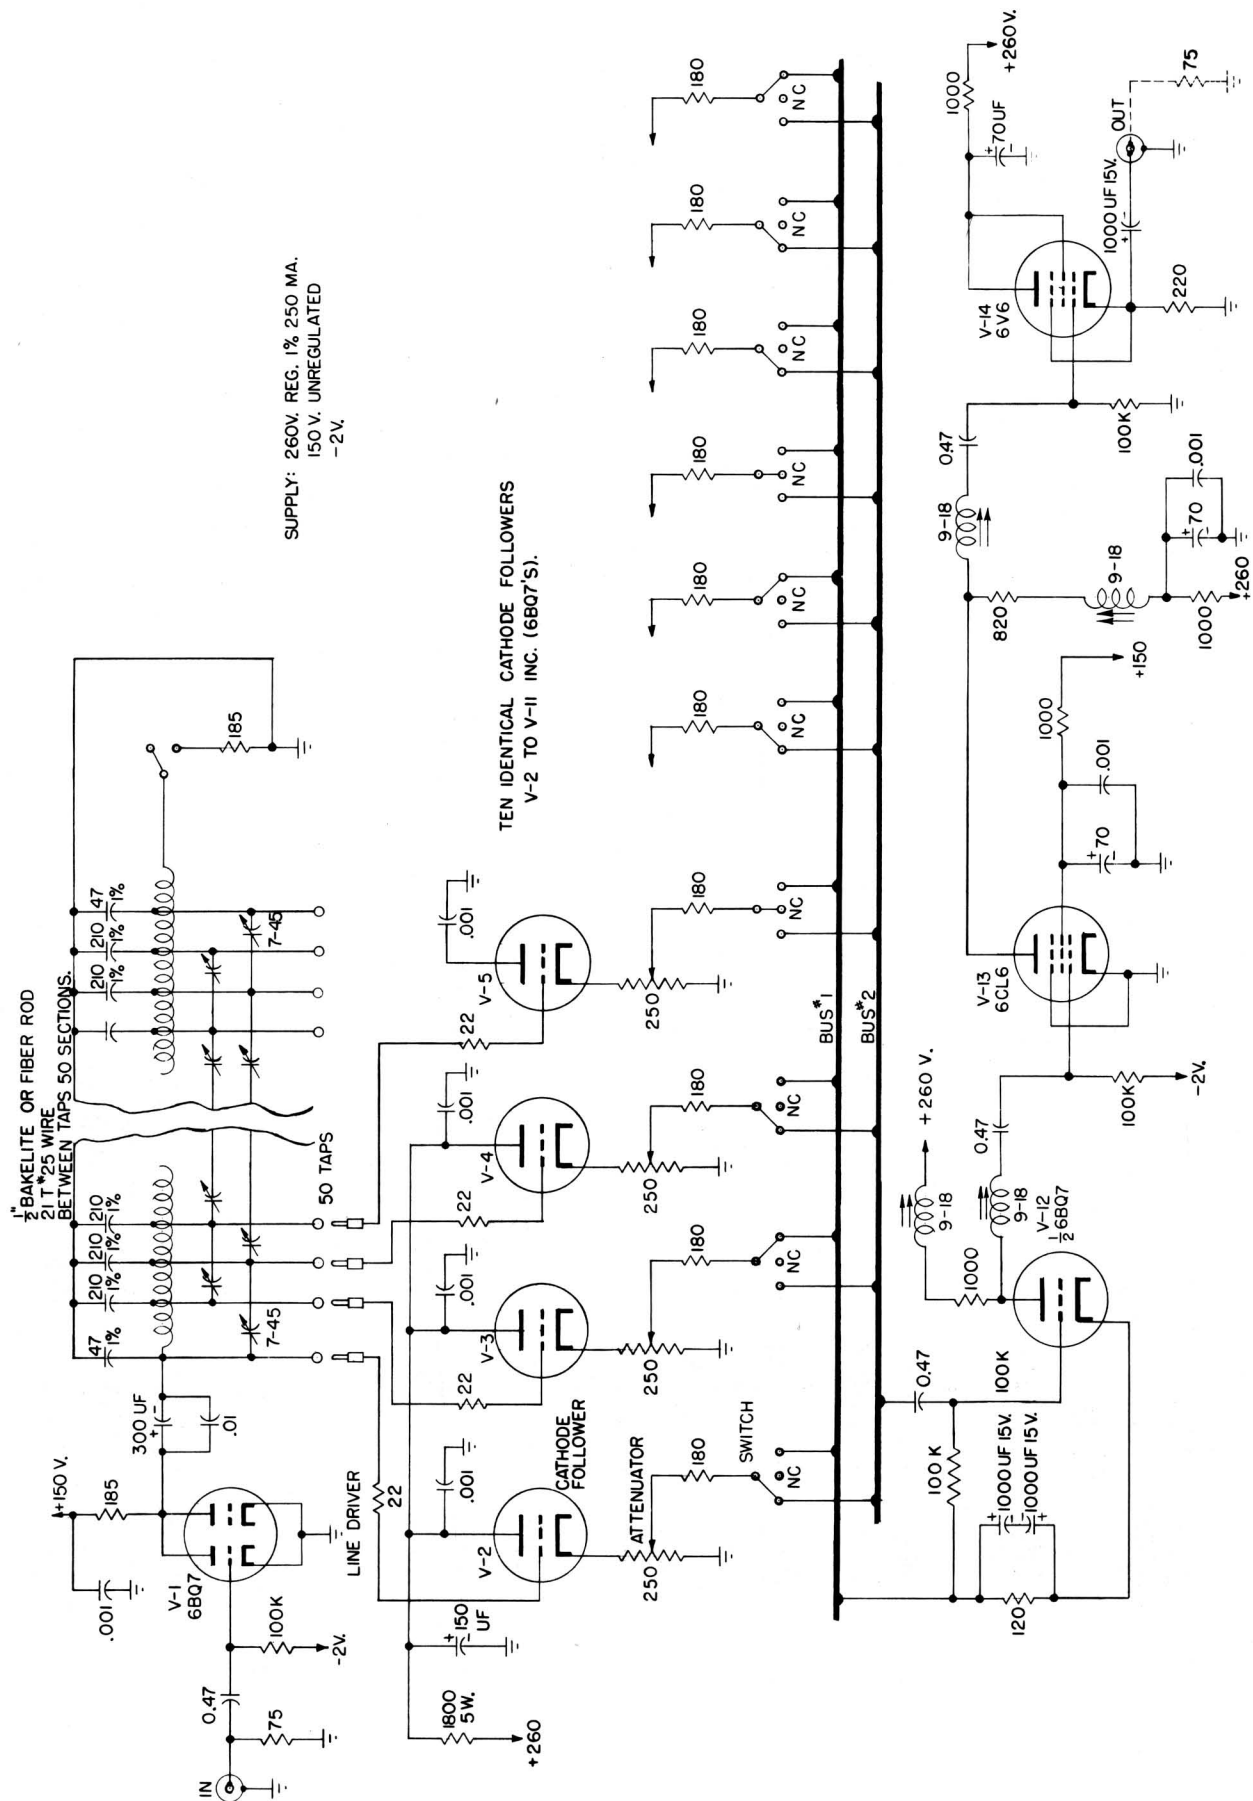 1"
2 BAKELITE OR FIBER ROD
21 T #25 WIRE
BETWEEN TAPS 50 SECTIONS.
SUPPLY: 260V. REG. 1% 250 MA.
150 V. UNREGULATED
-2V.
IN
75
0.47
100K
-2V.
.001
+150 V.
185
V-1
6BQ7
LINE DRIVER
300 UF
+ -
.01
47
1%
210
1%
210
1%
210
1%
7-45
50 TAPS
210
1%
210
1%
47
1%
7-45
185
22
22
22
22
1800
5W.
+260
+
-
150
UF
.001
V-2
CATHODE
FOLLOWER
.001
V-3
.001
V-4
.001
V-5
TEN IDENTICAL CATHODE FOLLOWERS
V-2 TO V-11 INC. (6BQ7'S).
250
ATTENUATOR
250
250
250
180
180
180
180
180
180
180
180
180
180
SWITCH
NC
NC
NC
NC
NC
NC
NC
NC
NC
NC
BUS #1
BUS #2
0.47
100 K
100K
+ -
1000UF 15V.
- +
1000UF 15V.
120
1000
9-18
+ 260 V.
9-18
V-12
1/2 6BQ7
0.47
100K
-2V.
V-13
6CL6
+
-
70
.001
1000
+150
820
9-18
1000
+260
+
-
70
.001
9-18
0.47
100K
V-14
6V6
220
+ -
1000 UF 15V.
OUT
75
+
-
70UF
1000
+260V.